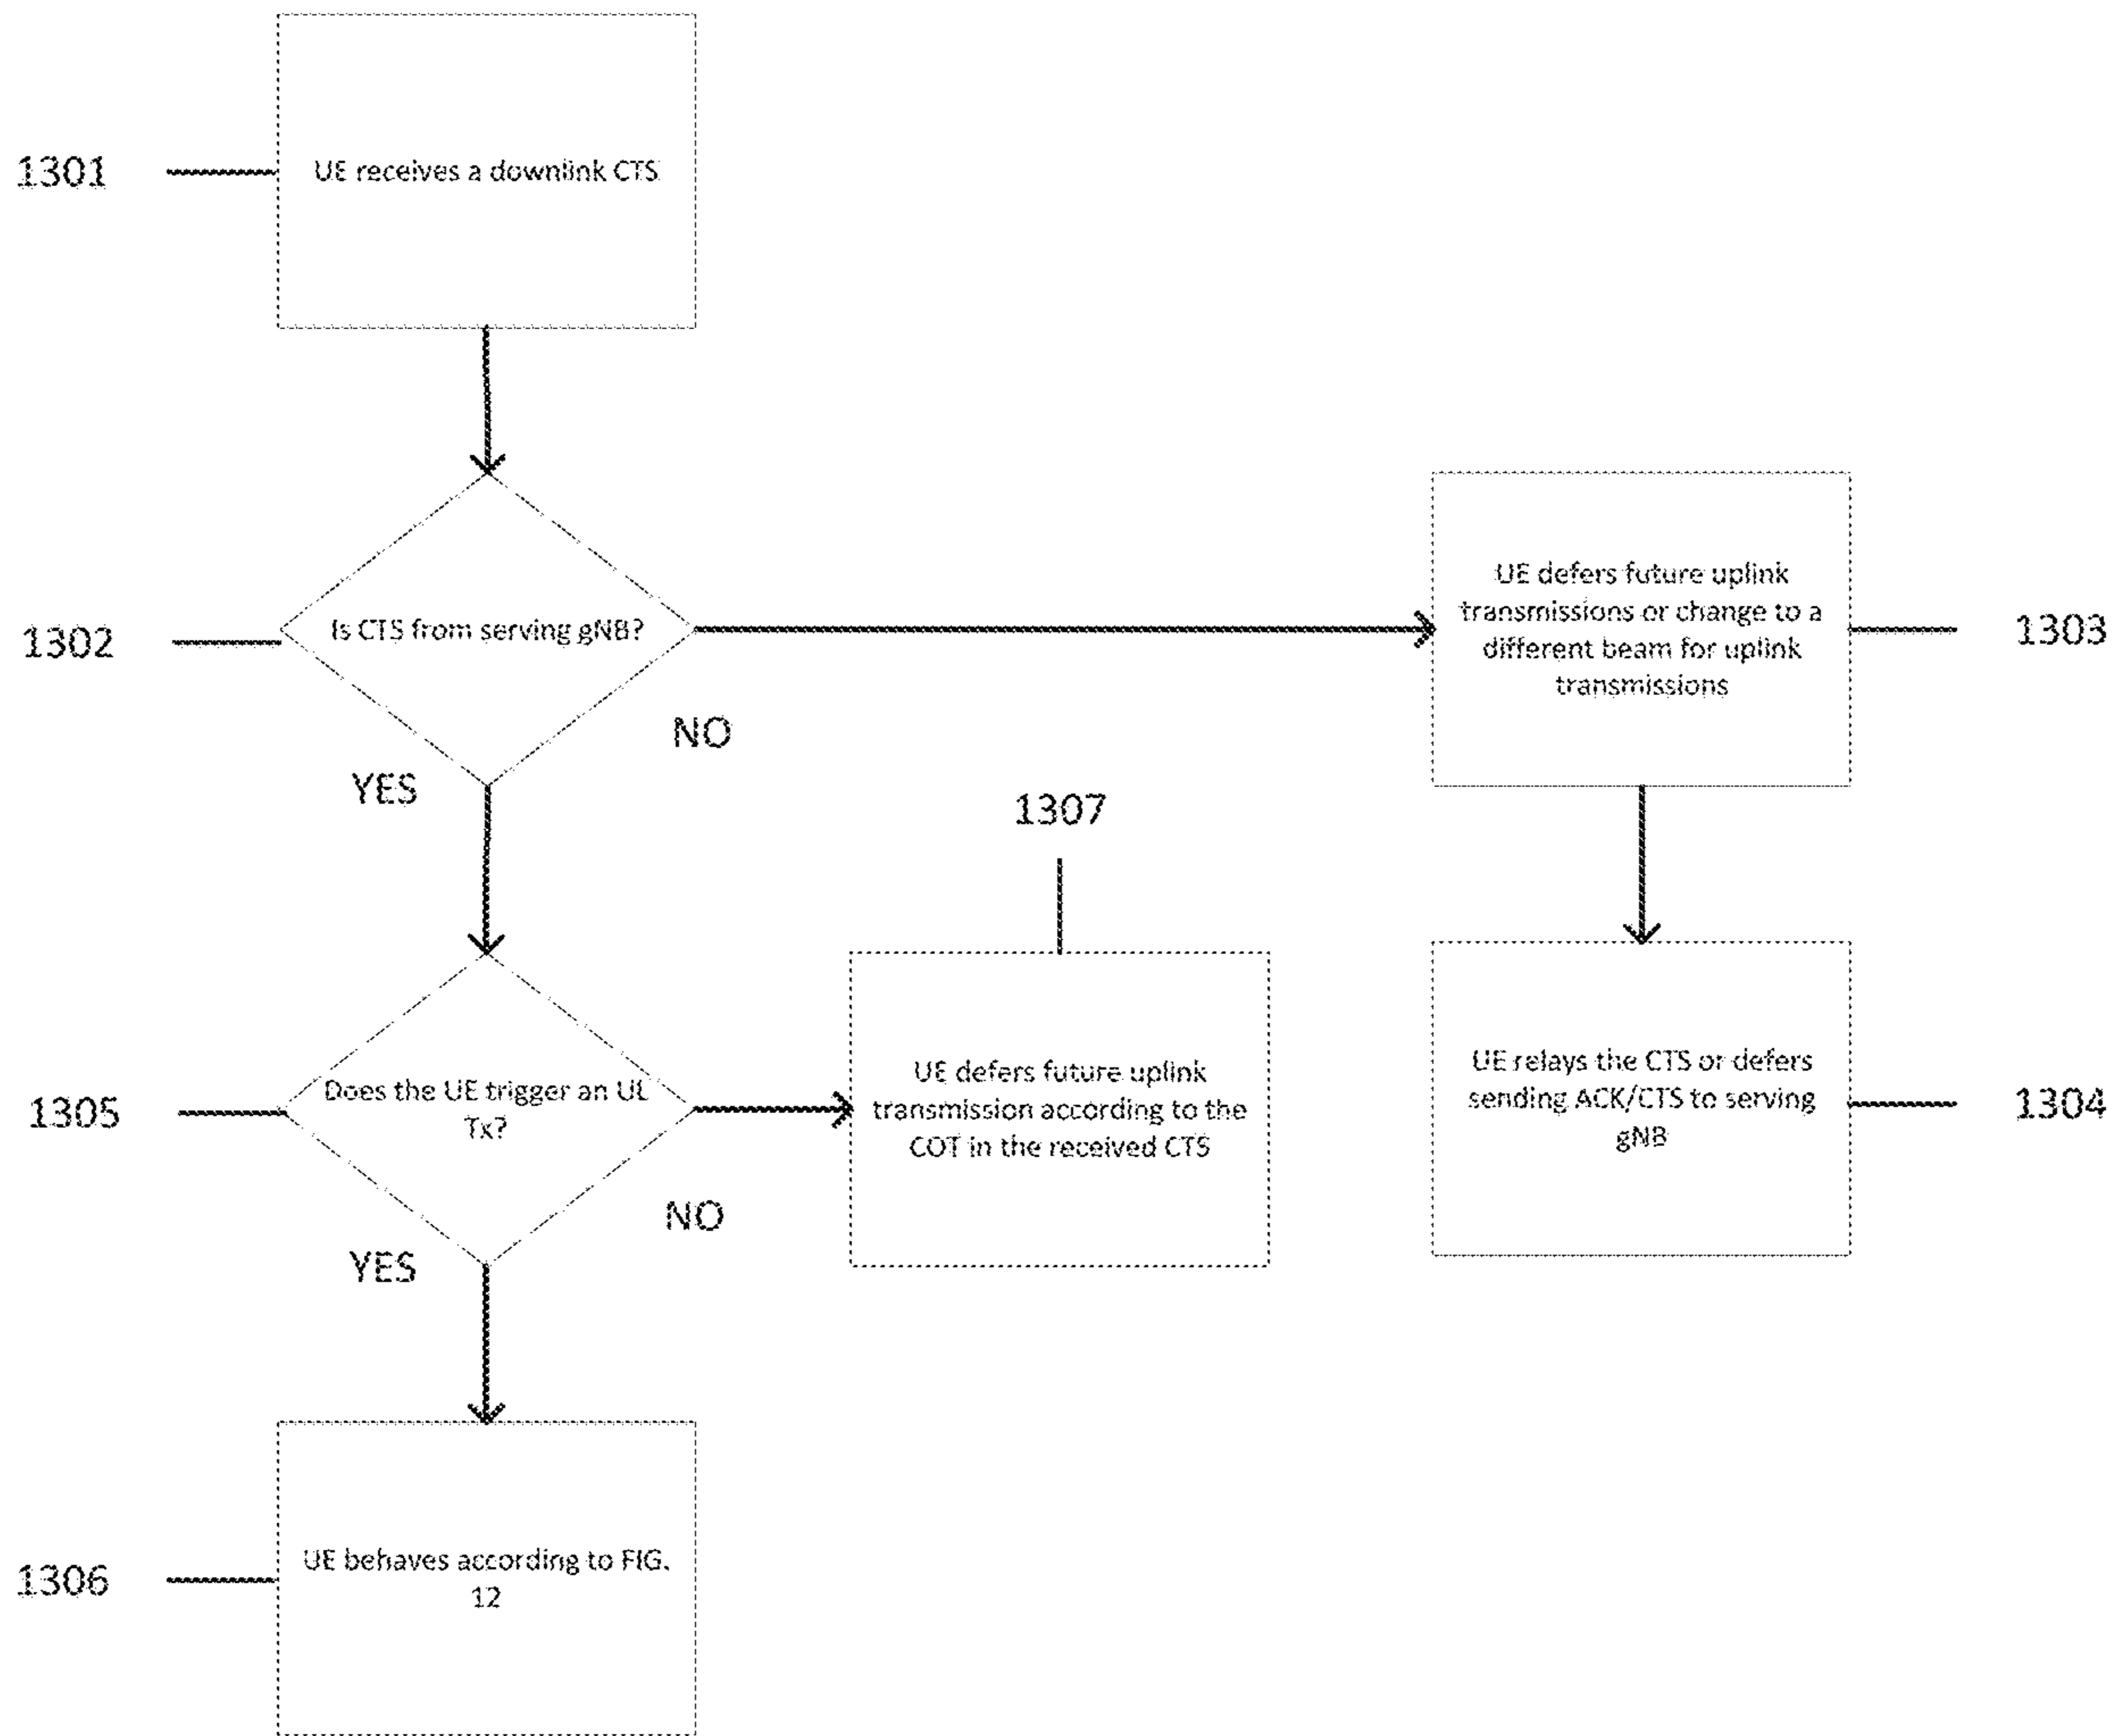 1301
UE receives a downlink CTS
1302
Is CTS from serving gNB?
UE defers future uplink
transmissions or change to a
different beam for uplink
transmissions
1303
NO
YES
1307
1305
Does the UE trigger an UL
Tx?
UE defers future uplink
transmission according to the
COT in the received CTS
UE relays the CTS or defers
sending ACK/CTS to serving
gNB
1304
NO
YES
1306
UE behaves according to FIG.
12